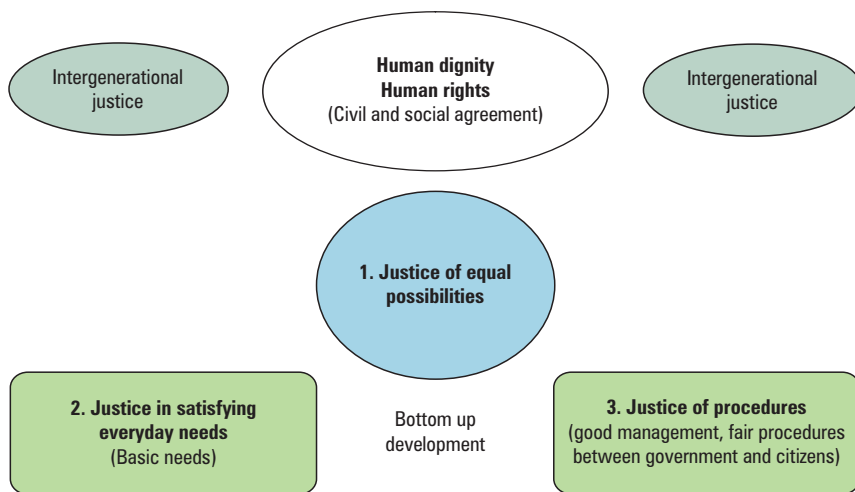 Intergenerational
justice
Human dignity
Human rights
(Civil and social agreement)
Intergenerational
justice
1. Justice of equal
possibilities
2. Justice in satisfying
everyday needs
(Basic needs)
Bottom up
development
3. Justice of procedures
(good management, fair procedures
between government and citizens)